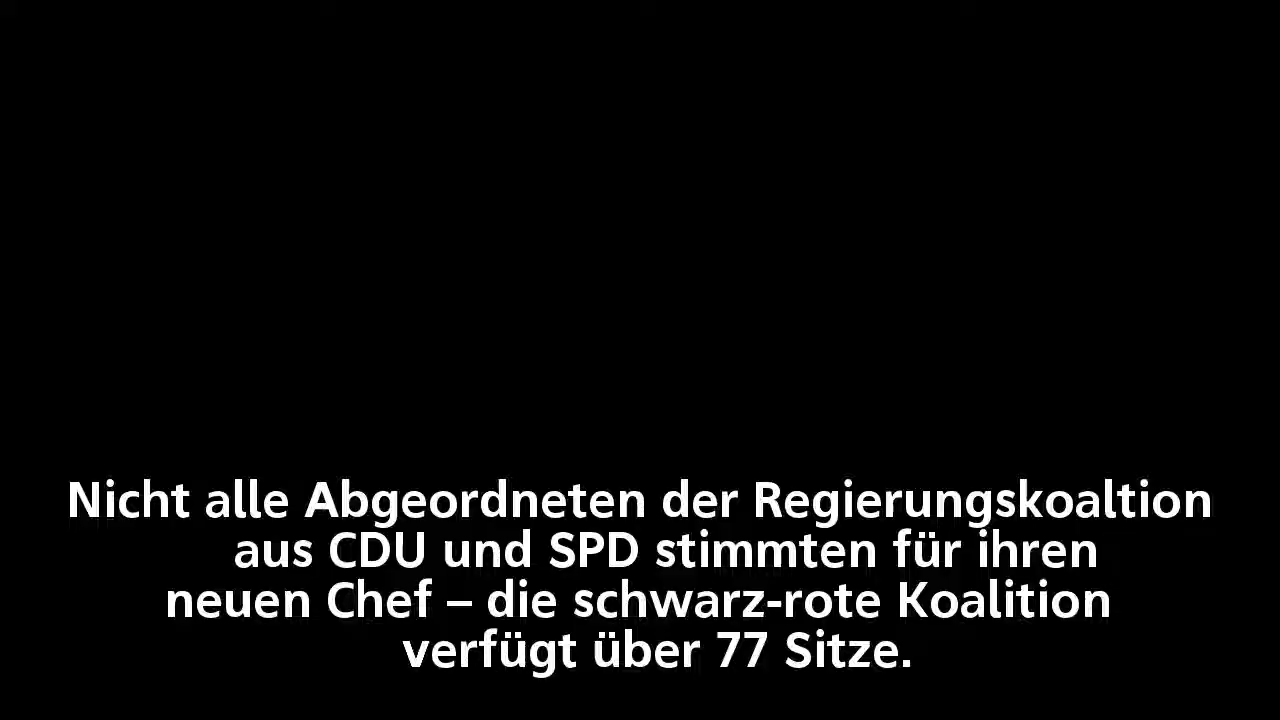 Nicht alle Abgeordneten der Regierungskoaltion
aus CDU und SPD stimmten für ihren
neuen Chef – die schwarz-rote Koalition
verfügt über 77 Sitze.